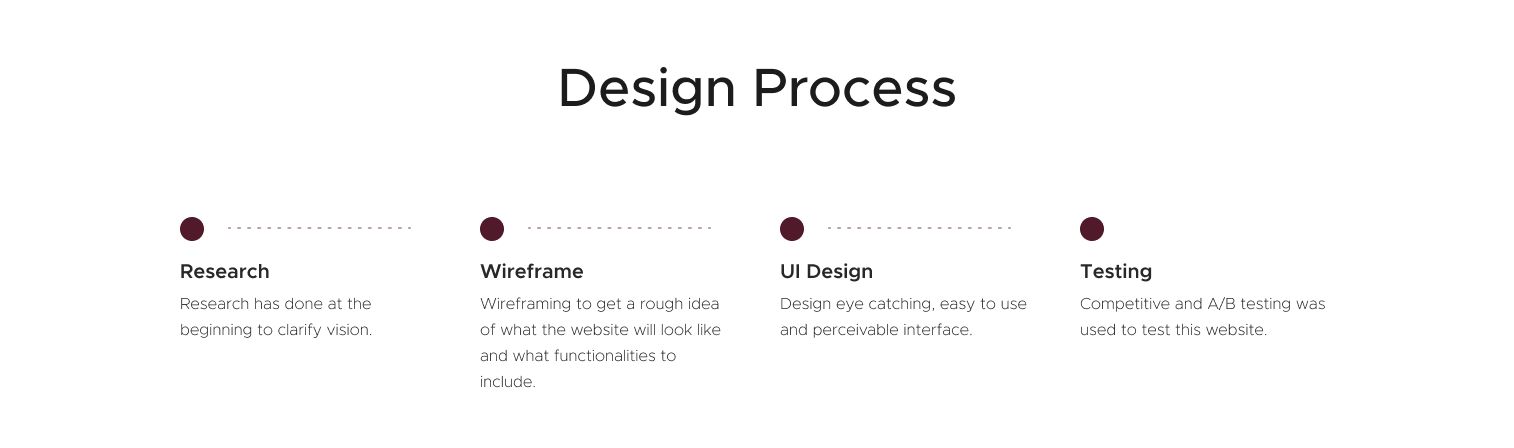 Design Process
Research
Research has done at the
beginning to clarify vision.
Wireframe
Wireframing to get a rough idea
of what the website will look like
and what functionalities to
include.
UI Design
Design eye catching, easy to use
and perceivable interface.
Testing
Competitive and A/B testing was
used to test this website.